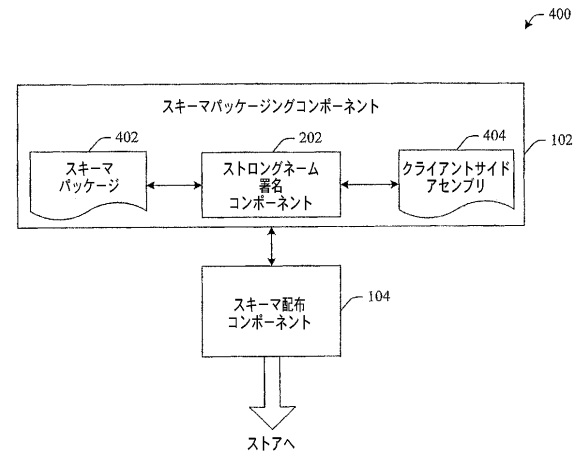 400
スキーマパッケージングコンポーネント
402
202
404
102
スキーマ
パッケージ
ストロングネーム
署名
コンポーネント
クライアントサイド
アセンブリ
スキーマ配布
コンポーネント
104
ストアへ